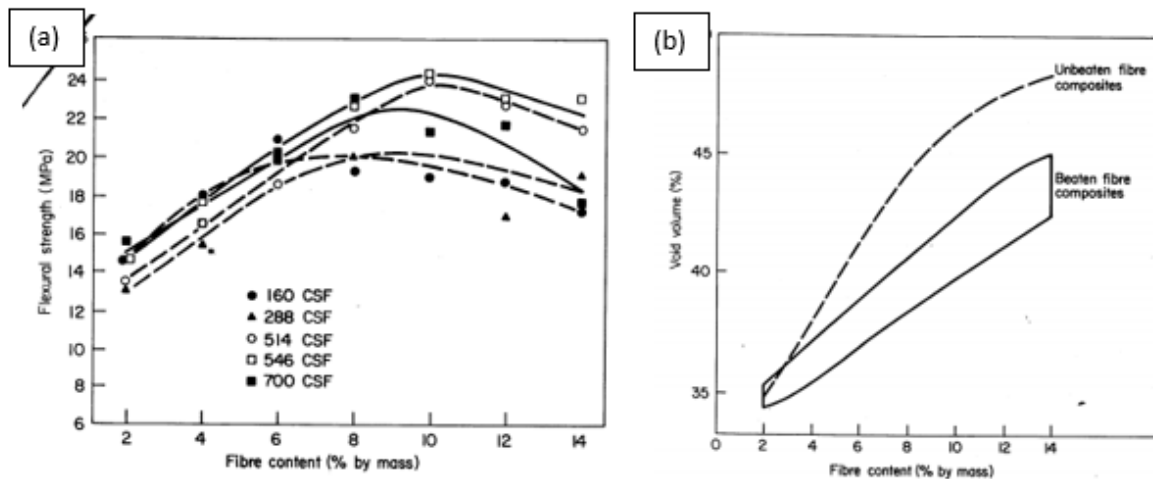 (a)
24
22
20
18
16
14
12
10
8
6
Flexural strength (MPa)
160 CSF
288 CSF
514 CSF
546 CSF
700 CSF
2 4 6 8 10 12 14
Fibre content (% by mass)
(b)
Unbeaten fibre
composites
Beaten fibre
composites
45
40
35
Void volume (%)
0 2 4 6 8 10 12 14
Fibre content (% by mass)